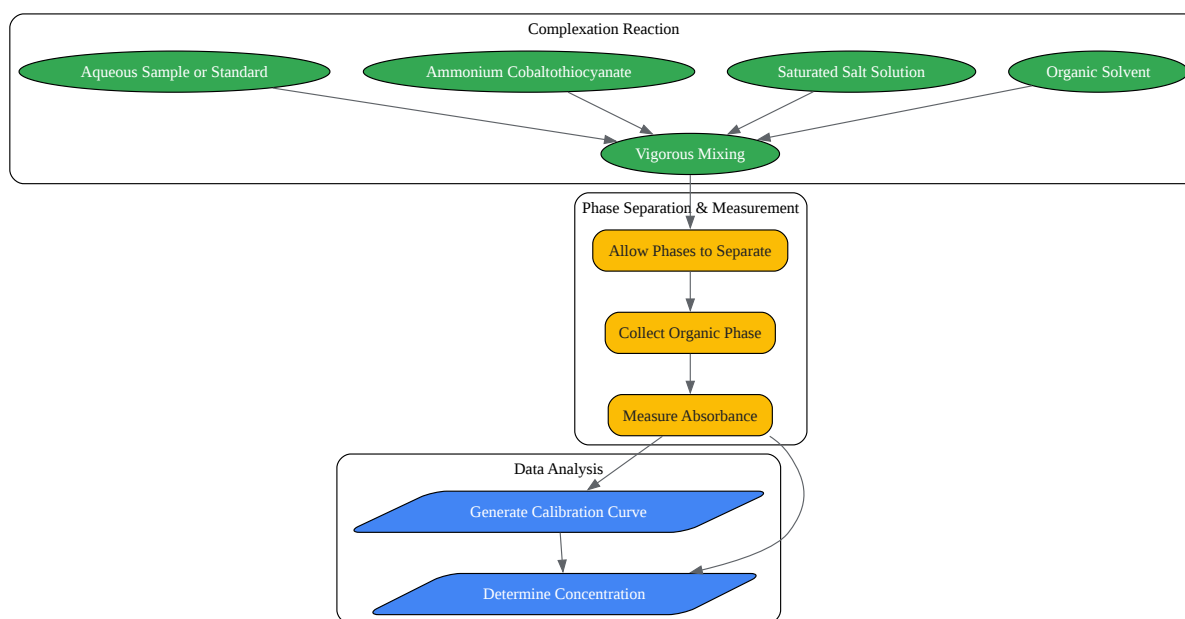 Complexation Reaction
Aqueous Sample or Standard
Ammonium Cobaltothiocyanate
Saturated Salt Solution
Organic Solvent
Vigorous Mixing
Phase Separation & Measurement
Allow Phases to Separate
Collect Organic Phase
Measure Absorbance
Data Analysis
Generate Calibration Curve
Determine Concentration